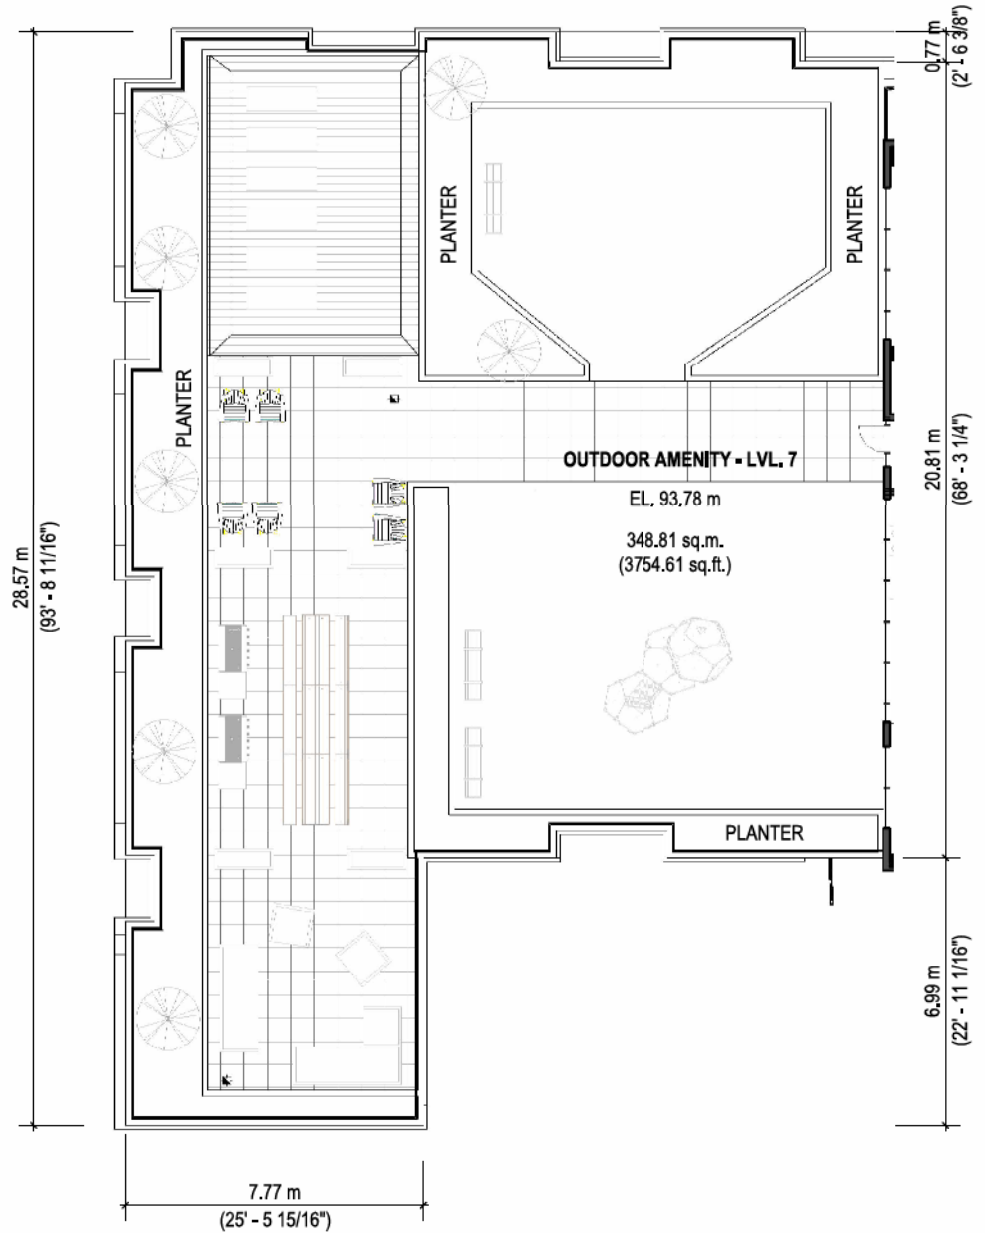 0.77 m
(2' - 6 3/8")
PLANTER
PLANTER
PLANTER
OUTDOOR AMENITY - LVL. 7
EL. 93.78 m
348.81 sq.m.
(3754.61 sq.ft.)
20.81 m
(68' - 3 1/4")
28.57 m
(93' - 8 11/16")
PLANTER
6.99 m
(22' - 11 1/16")
7.77 m
(25' - 5 15/16")